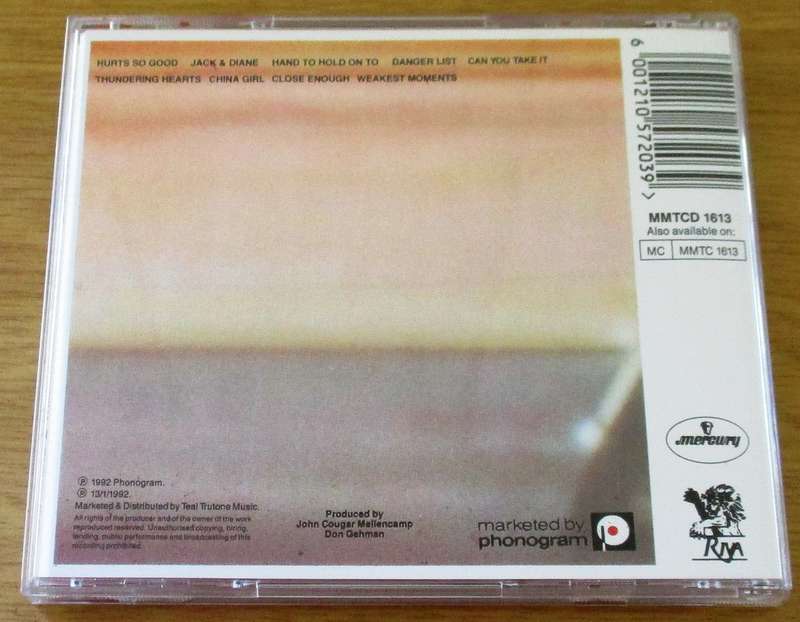 HURTS SO GOOD JACK & DIANE HAND TO HOLD ON TO DANGER LIST CAN YOU TAKE IT
THUNDERING HEARTS CHINA GIRL CLOSE ENOUGH WEAKEST MOMENTS
6 001210 572039 >
MMTCD 1613
Also available on:
MC MMTC 1613
mercury
RIVA
℗ 1992 Phonogram.
℗ 13/1/1992.
Marketed & Distributed by Teal Trutone Music.
All rights of the producer and of the owner of the work
reproduced reserved. Unauthorised copying, hiring,
lending, public performance and broadcasting of this
recording prohibited.
Produced by
John Cougar Mellencamp
Don Gehman
marketed by
phonogram